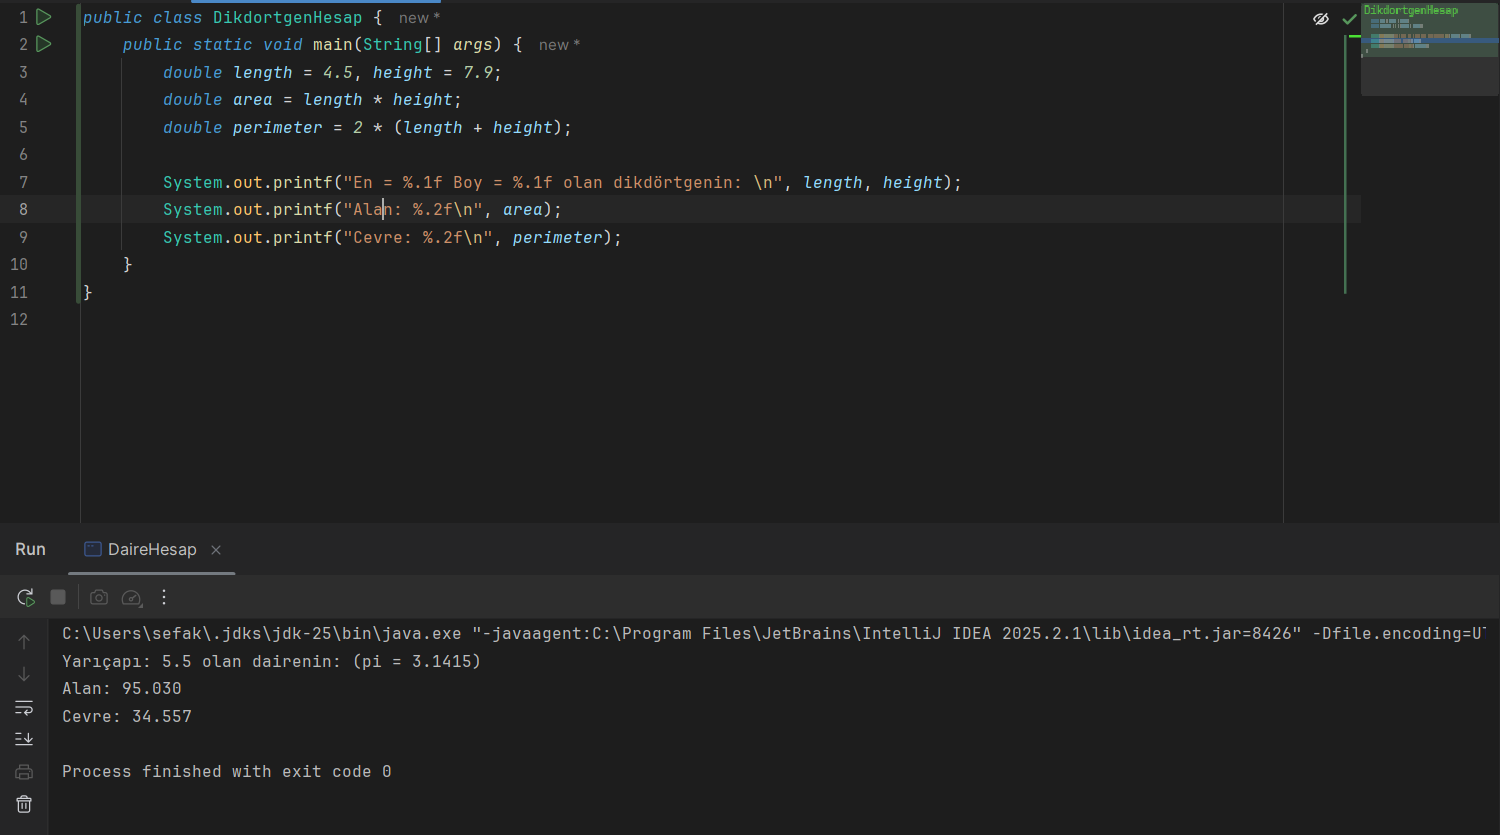 1 public class DikdortgenHesap { new *
2 public static void main(String[] args) { new *
3 double length = 4.5, height = 7.9;
4 double area = length * height;
5 double perimeter = 2 * (length + height);
6
7 System.out.printf("En = %.1f Boy = %.1f olan dikdörtgenin: \n", length, height);
8 System.out.printf("Alan: %.2f\n", area);
9 System.out.printf("Cevre: %.2f\n", perimeter);
10 }
11 }
12
DikdortgenHesap
Run DaireHesap
C:\Users\sefak\.jdks\jdk-25\bin\java.exe "-javaagent:C:\Program Files\JetBrains\IntelliJ IDEA 2025.2.1\lib\idea_rt.jar=8426" -Dfile.encoding=UT
Yarıçapı: 5.5 olan dairenin: (pi = 3.1415)
Alan: 95.030
Cevre: 34.557
Process finished with exit code 0